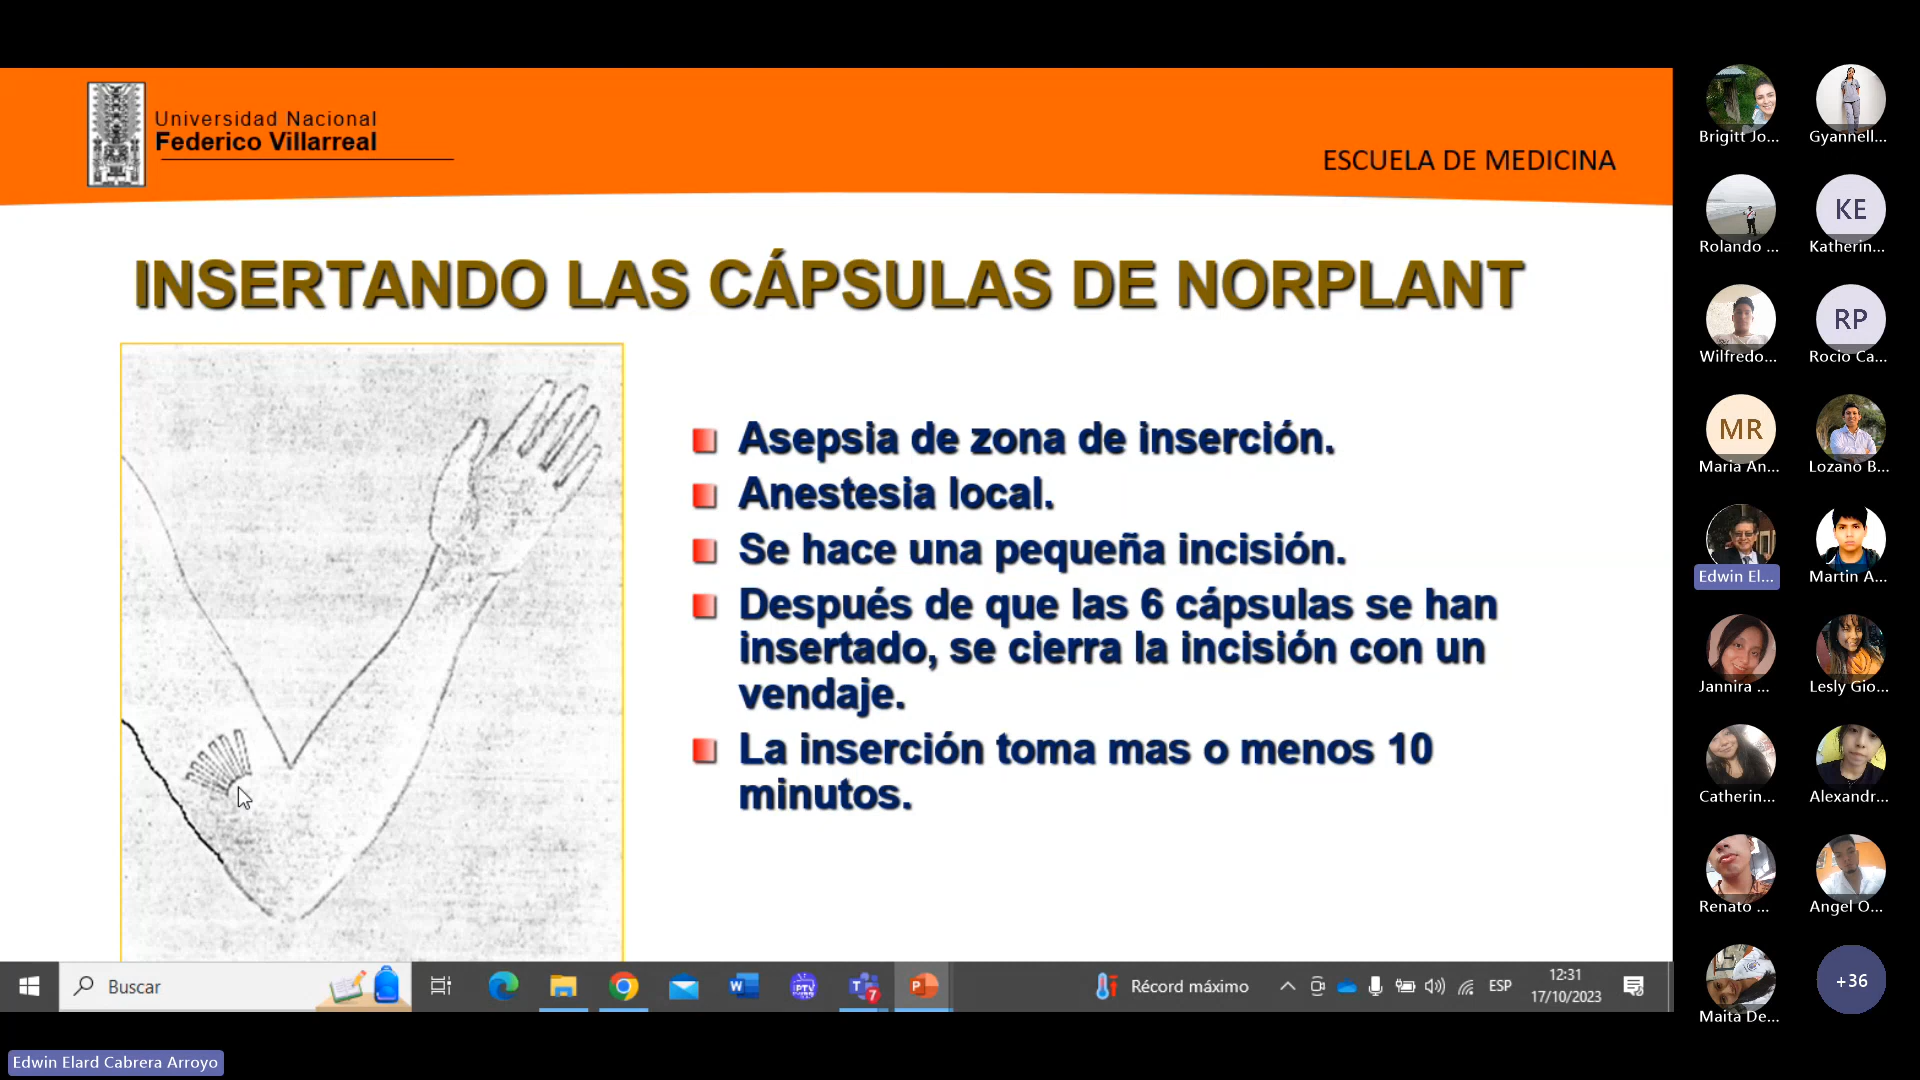 Universidad Nacional
Federico Villarreal
ESCUELA DE MEDICINA
INSERTANDO LAS CÁPSULAS DE NORPLANT
Asepsia de zona de inserción.
Anestesia local.
Se hace una pequeña incisión.
Después de que las 6 cápsulas se han
insertado, se cierra la incisión con un
vendaje.
La inserción toma mas o menos 10
minutos.
Buscar
Récord máximo
ESP
12:31
17/10/2023
Brigitt Jo...
Gyannell...
Rolando ...
KE
Katherin...
Wilfredo...
RP
Rocio Ca...
MR
Maria An...
Lozano B...
Edwin El...
Martin A...
Jannira ...
Lesly Gio...
Catherin...
Alexandr...
Renato ...
Angel O...
Maita De...
+36
Edwin Elard Cabrera Arroyo